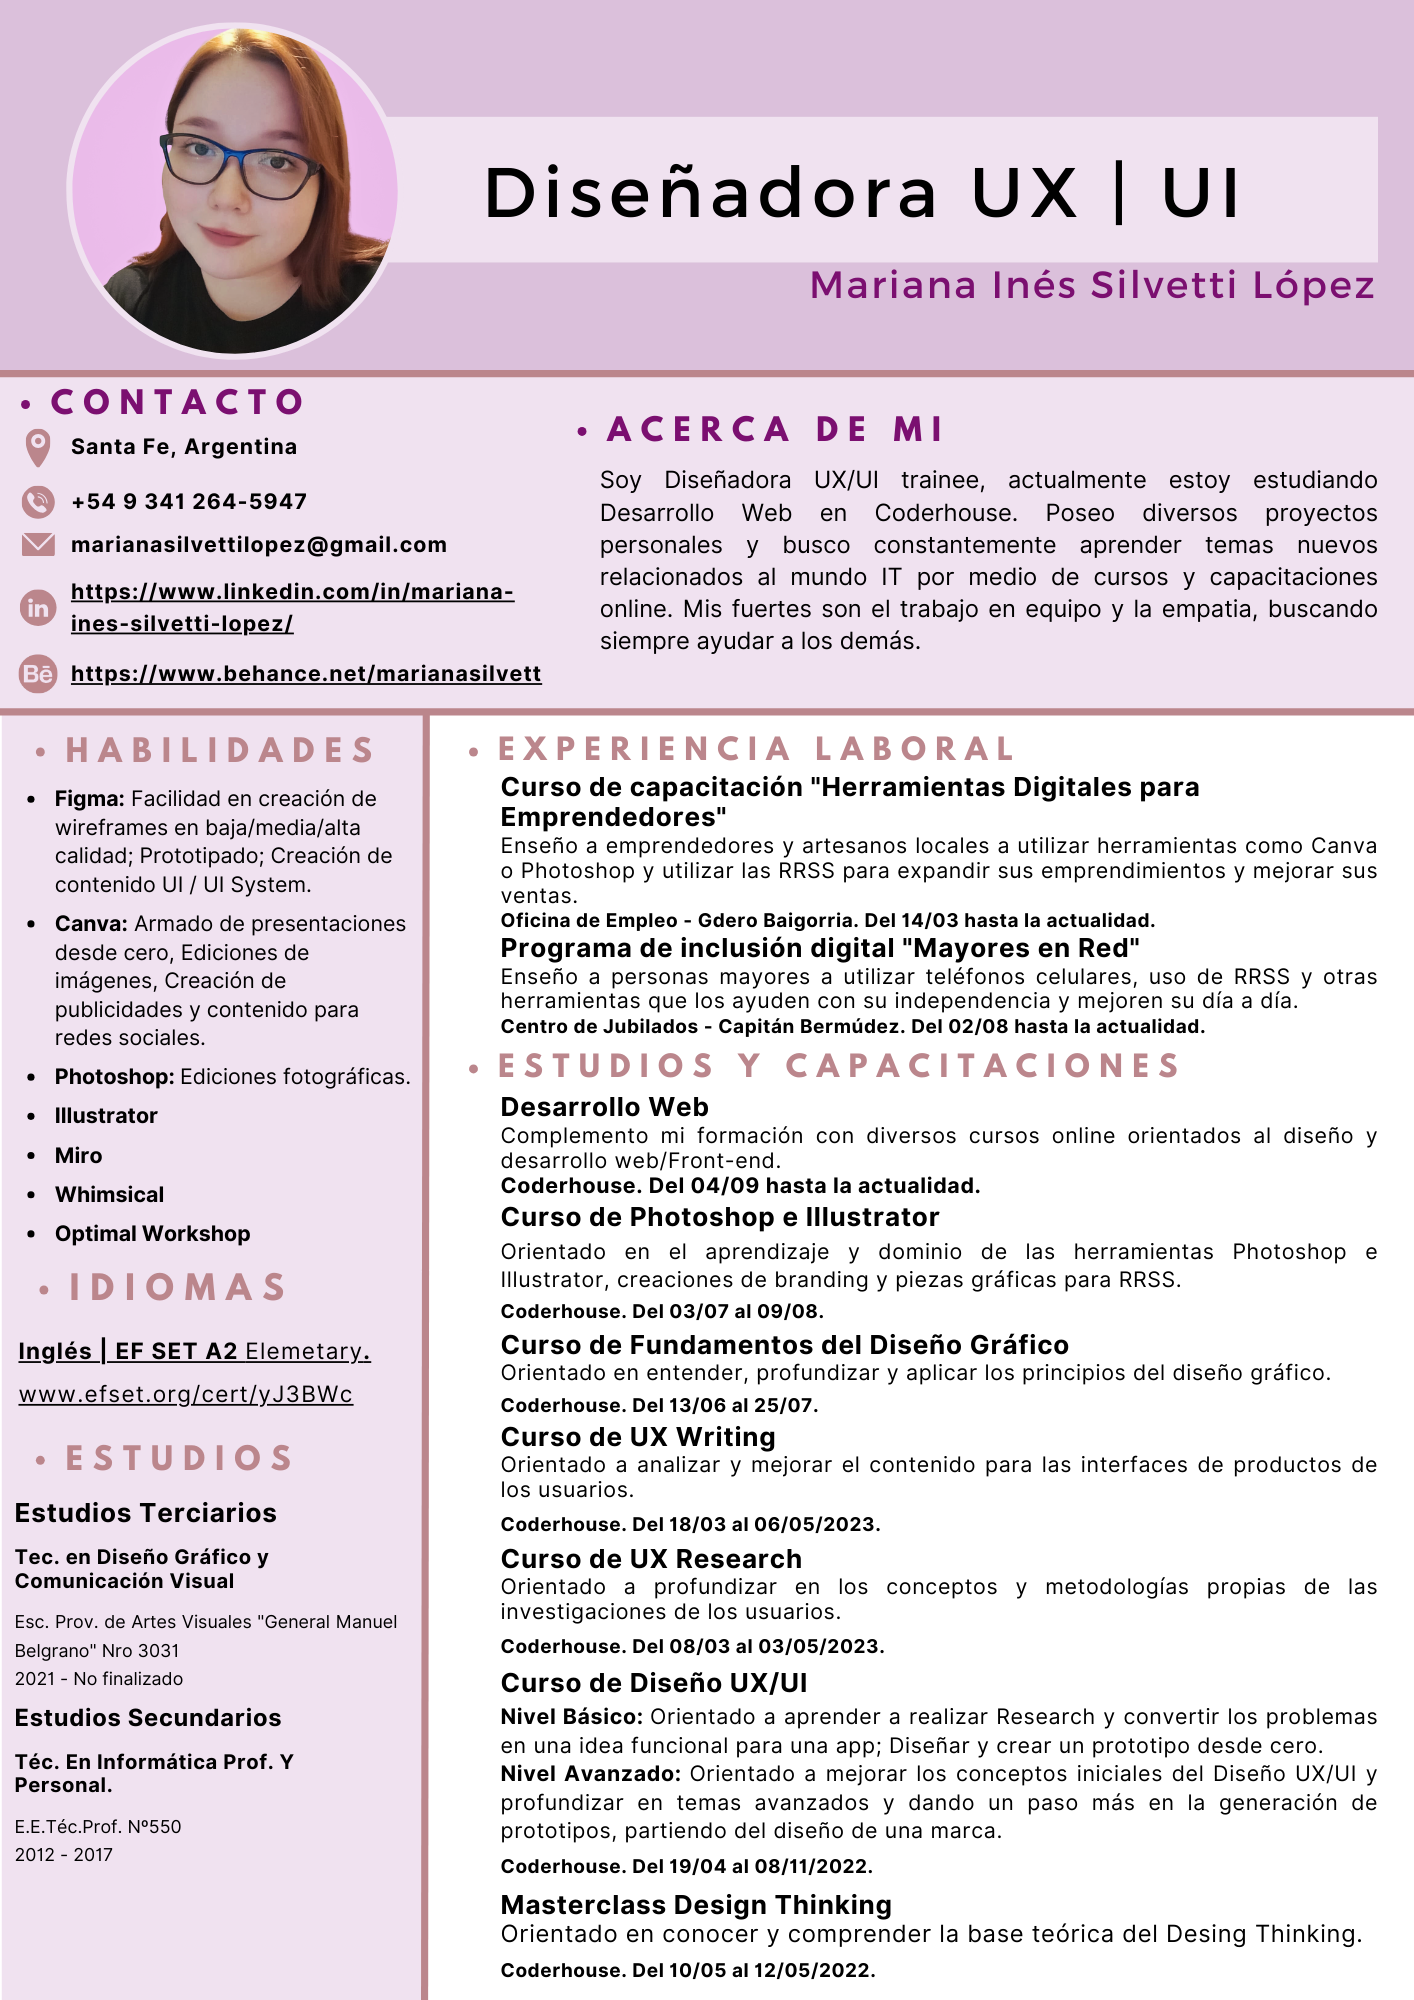 Diseñadora UX | UI
Mariana Inés Silvetti López
• CONTACTO
Santa Fe, Argentina
+54 9 341 264-5947
marianasilvettilopez@gmail.com
https://www.linkedin.com/in/mariana-
ines-silvetti-lopez/
Bē
https://www.behance.net/marianasilvett
• ACERCA DE MI
Soy Diseñadora UX/UI trainee, actualmente estoy estudiando
Desarrollo Web en Coderhouse. Poseo diversos proyectos
personales y busco constantemente aprender temas nuevos
relacionados al mundo IT por medio de cursos y capacitaciones
online. Mis fuertes son el trabajo en equipo y la empatia, buscando
siempre ayudar a los demás.
• HABILIDADES
• Figma: Facilidad en creación de
wireframes en baja/media/alta
calidad; Prototipado; Creación de
contenido UI / UI System.
• Canva: Armado de presentaciones
desde cero, Ediciones de
imágenes, Creación de
publicidades y contenido para
redes sociales.
• Photoshop: Ediciones fotográficas.
• Illustrator
• Miro
• Whimsical
• Optimal Workshop
• IDIOMAS
Inglés | EF SET A2 Elemetary.
www.efset.org/cert/yJ3BWc
• ESTUDIOS
Estudios Terciarios
Tec. en Diseño Gráfico y
Comunicación Visual
Esc. Prov. de Artes Visuales "General Manuel
Belgrano" Nro 3031
2021 - No finalizado
Estudios Secundarios
Téc. En Informática Prof. Y
Personal.
E.E.Téc.Prof. Nº550
2012 - 2017
• EXPERIENCIA LABORAL
Curso de capacitación "Herramientas Digitales para
Emprendedores"
Enseño a emprendedores y artesanos locales a utilizar herramientas como Canva
o Photoshop y utilizar las RRSS para expandir sus emprendimientos y mejorar sus
ventas.
Oficina de Empleo - Gdero Baigorria. Del 14/03 hasta la actualidad.
Programa de inclusión digital "Mayores en Red"
Enseño a personas mayores a utilizar teléfonos celulares, uso de RRSS y otras
herramientas que los ayuden con su independencia y mejoren su día a día.
Centro de Jubilados - Capitán Bermúdez. Del 02/08 hasta la actualidad.
• ESTUDIOS Y CAPACITACIONES
Desarrollo Web
Complemento mi formación con diversos cursos online orientados al diseño y
desarrollo web/Front-end.
Coderhouse. Del 04/09 hasta la actualidad.
Curso de Photoshop e Illustrator
Orientado en el aprendizaje y dominio de las herramientas Photoshop e
Illustrator, creaciones de branding y piezas gráficas para RRSS.
Coderhouse. Del 03/07 al 09/08.
Curso de Fundamentos del Diseño Gráfico
Orientado en entender, profundizar y aplicar los principios del diseño gráfico.
Coderhouse. Del 13/06 al 25/07.
Curso de UX Writing
Orientado a analizar y mejorar el contenido para las interfaces de productos de
los usuarios.
Coderhouse. Del 18/03 al 06/05/2023.
Curso de UX Research
Orientado a profundizar en los conceptos y metodologías propias de las
investigaciones de los usuarios.
Coderhouse. Del 08/03 al 03/05/2023.
Curso de Diseño UX/UI
Nivel Básico: Orientado a aprender a realizar Research y convertir los problemas
en una idea funcional para una app; Diseñar y crear un prototipo desde cero.
Nivel Avanzado: Orientado a mejorar los conceptos iniciales del Diseño UX/UI y
profundizar en temas avanzados y dando un paso más en la generación de
prototipos, partiendo del diseño de una marca.
Coderhouse. Del 19/04 al 08/11/2022.
Masterclass Design Thinking
Orientado en conocer y comprender la base teórica del Desing Thinking.
Coderhouse. Del 10/05 al 12/05/2022.